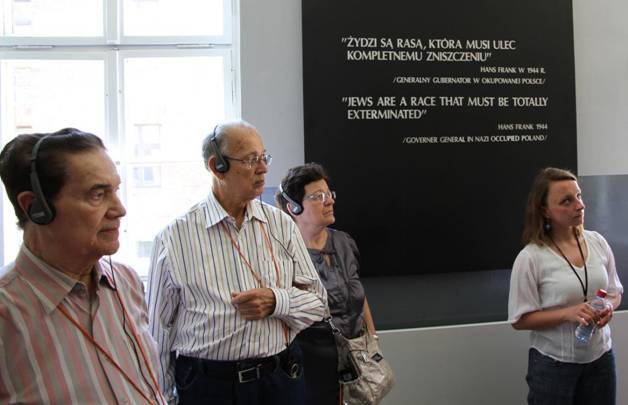 "ŻYDZI SĄ RASĄ, KTÓRA MUSI ULEC
KOMPLETNEMU ZNISZCZENIU"
HANS FRANK W 1944 R.
/GENERALNY GUBERNATOR W OKUPOWANEJ POLSCE/
"JEWS ARE A RACE THAT MUST BE TOTALLY
EXTERMINATED"
HANS FRANK 1944
/GOVERNER GENERAL IN NAZI OCCUPIED POLAND/